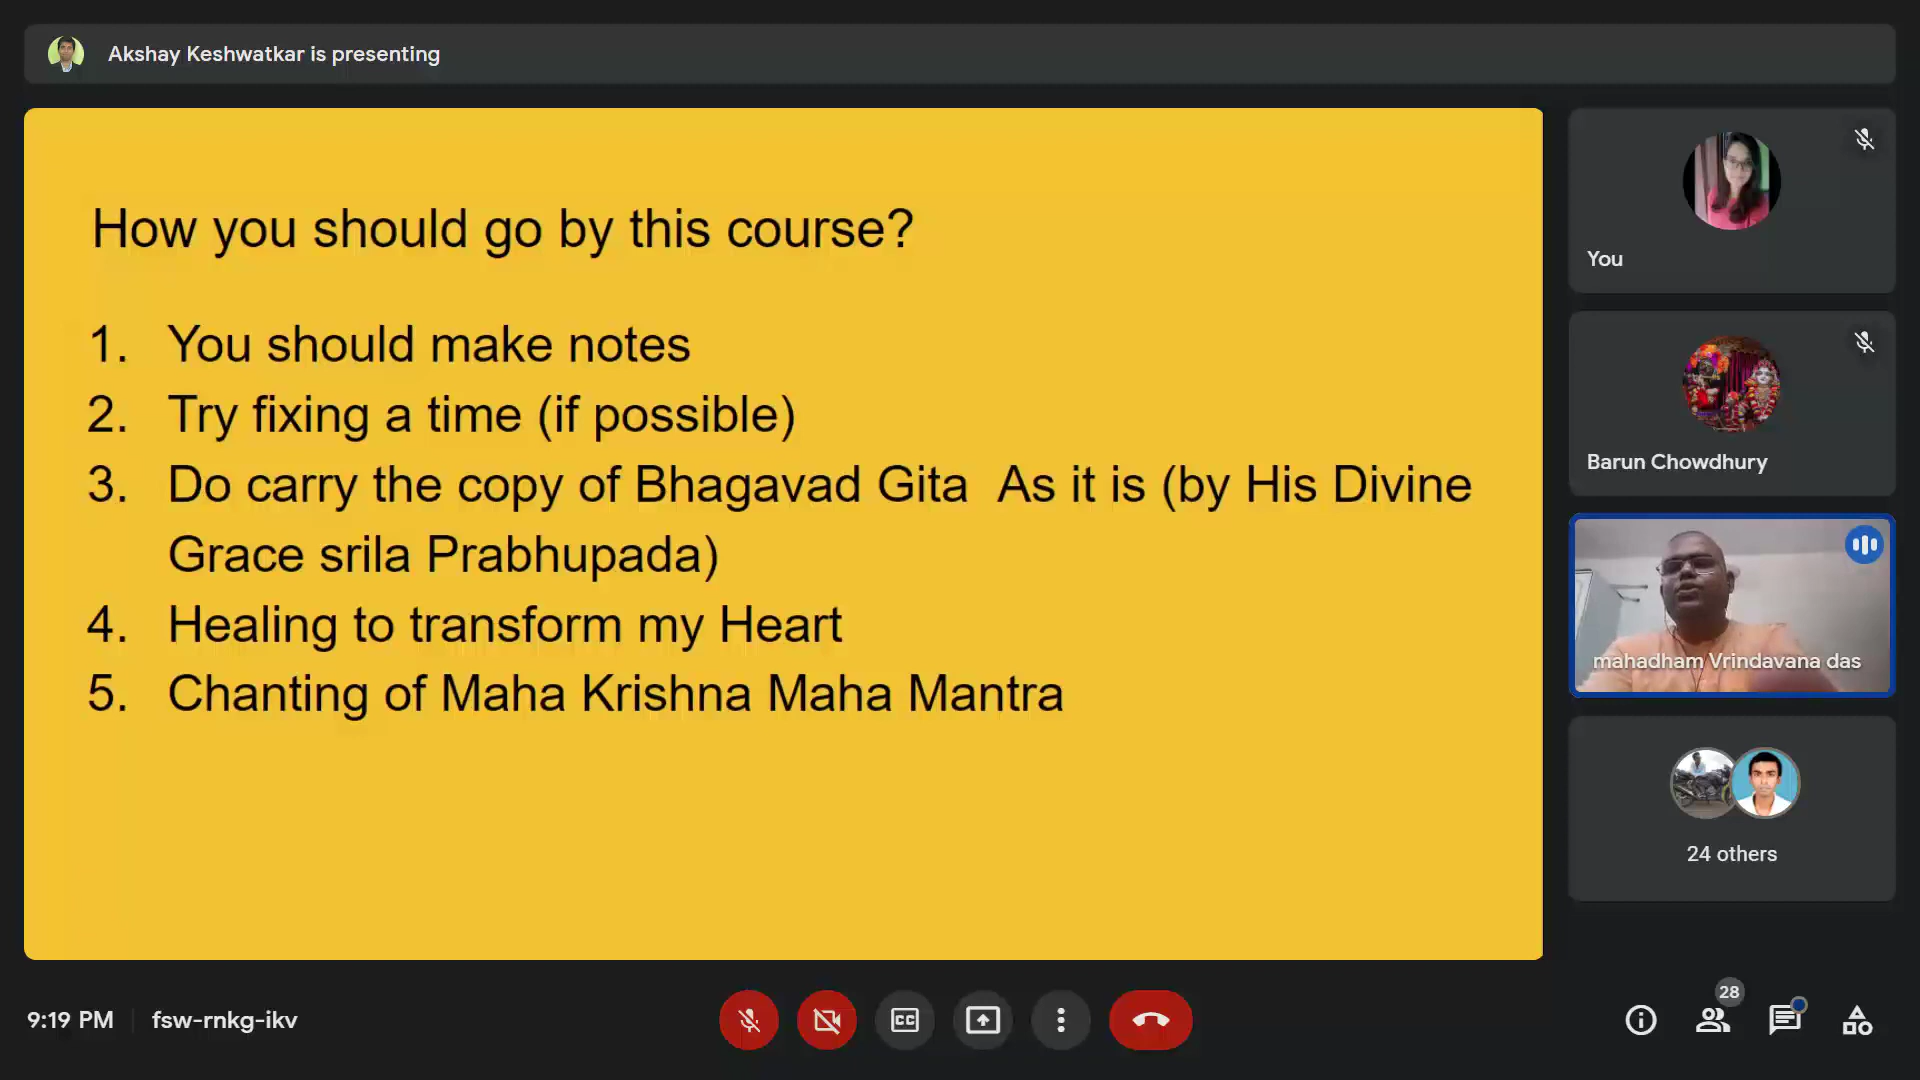 Akshay Keshwatkar is presenting
How you should go by this course?
1. You should make notes
2. Try fixing a time (if possible)
3. Do carry the copy of Bhagavad Gita  As it is (by His Divine
Grace srila Prabhupada)
4. Healing to transform my Heart
5. Chanting of Maha Krishna Maha Mantra
You
Barun Chowdhury
mahadham Vrindavana das
24 others
9:19 PM
fsw-rnkg-ikv
CC
28